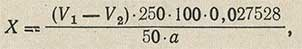 X = (V₁ — V₂)·250·100·0,027528 / 50·a ,